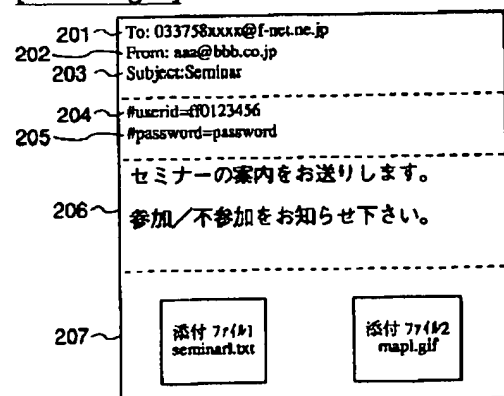 201 To: 033758xxxx@f-net.ne.jp
202 From: aaa@bbb.co.jp
203 Subject:Seminar
204 #userid=ff0123456
205 #password=password
206 セミナーの案内をお送りします。
参加/不参加をお知らせ下さい。
207 添付 ファイル1 添付 ファイル2
seminar1.txt map1.gif